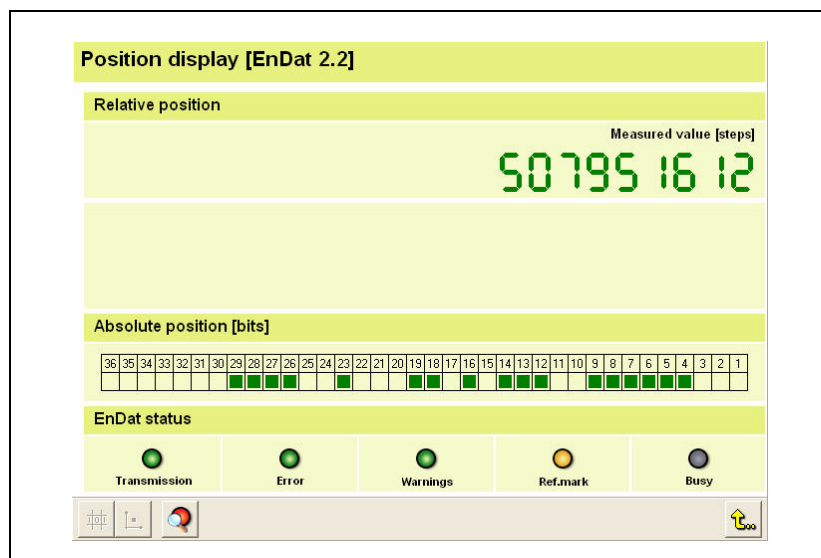 Position display [EnDat 2.2]
Relative position
Measured value [steps]
507951612
Absolute position [bits]
36 35 34 33 32 31 30 29 28 27 26 25 24 23 22 21 20 19 18 17 16 15 14 13 12 11 10 9 8 7 6 5 4 3 2 1
EnDat status
Transmission Error Warnings Ref.mark Busy